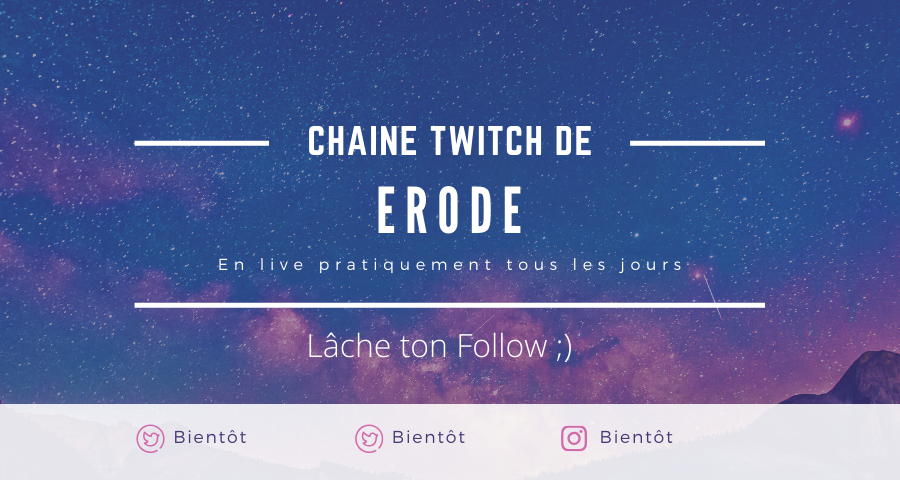 CHAINE TWITCH DE
ERODE
En live pratiquement tous les jours
Lâche ton Follow ;)
Bientôt Bientôt Bientôt